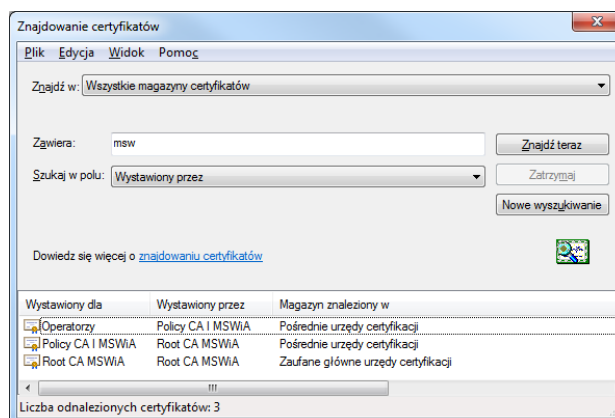 Znajdowanie certyfikatów
Plik Edycja Widok Pomoc
Znajdź w: Wszystkie magazyny certyfikatów
Zawiera: msw Znajdź teraz
Szukaj w polu: Wystawiony przez Zatrzymaj
Nowe wyszukiwanie
Dowiedz się więcej o znajdowaniu certyfikatów
Wystawiony dla Wystawiony przez Magazyn znaleziony w
Operatorzy Policy CA I MSWiA Pośrednie urzędy certyfikacji
Policy CA I MSWiA Root CA MSWiA Pośrednie urzędy certyfikacji
Root CA MSWiA Root CA MSWiA Zaufane główne urzędy certyfikacji
Liczba odnalezionych certyfikatów: 3